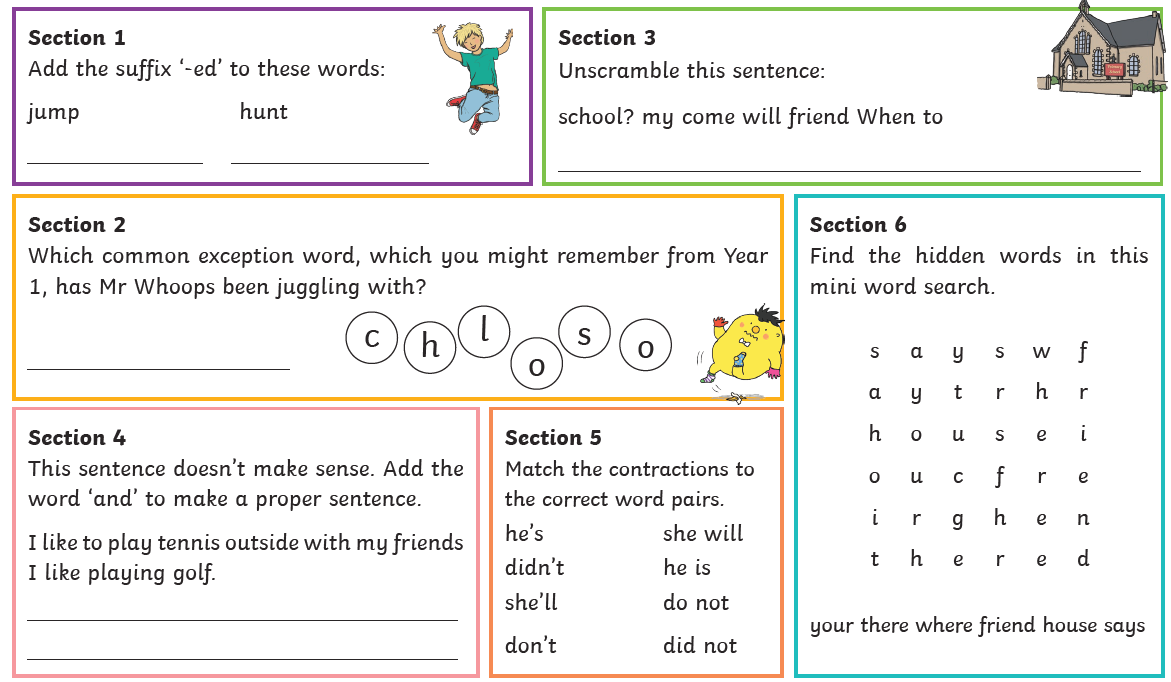 Section 1
Add the suffix ‘-ed’ to these words:
jump hunt
Section 3
Unscramble this sentence:
school? my come will friend When to
Section 2
Which common exception word, which you might remember from Year
1, has Mr Whoops been juggling with?
c h l o s o
Section 4
This sentence doesn’t make sense. Add the
word ‘and’ to make a proper sentence.
I like to play tennis outside with my friends
I like playing golf.
Section 5
Match the contractions to
the correct word pairs.
he’s she will
didn’t he is
she’ll do not
don’t did not
Section 6
Find the hidden words in this
mini word search.
s a y s w f
a y t r h r
h o u s e i
o u c f r e
i r g h e n
t h e r e d
your there where friend house says